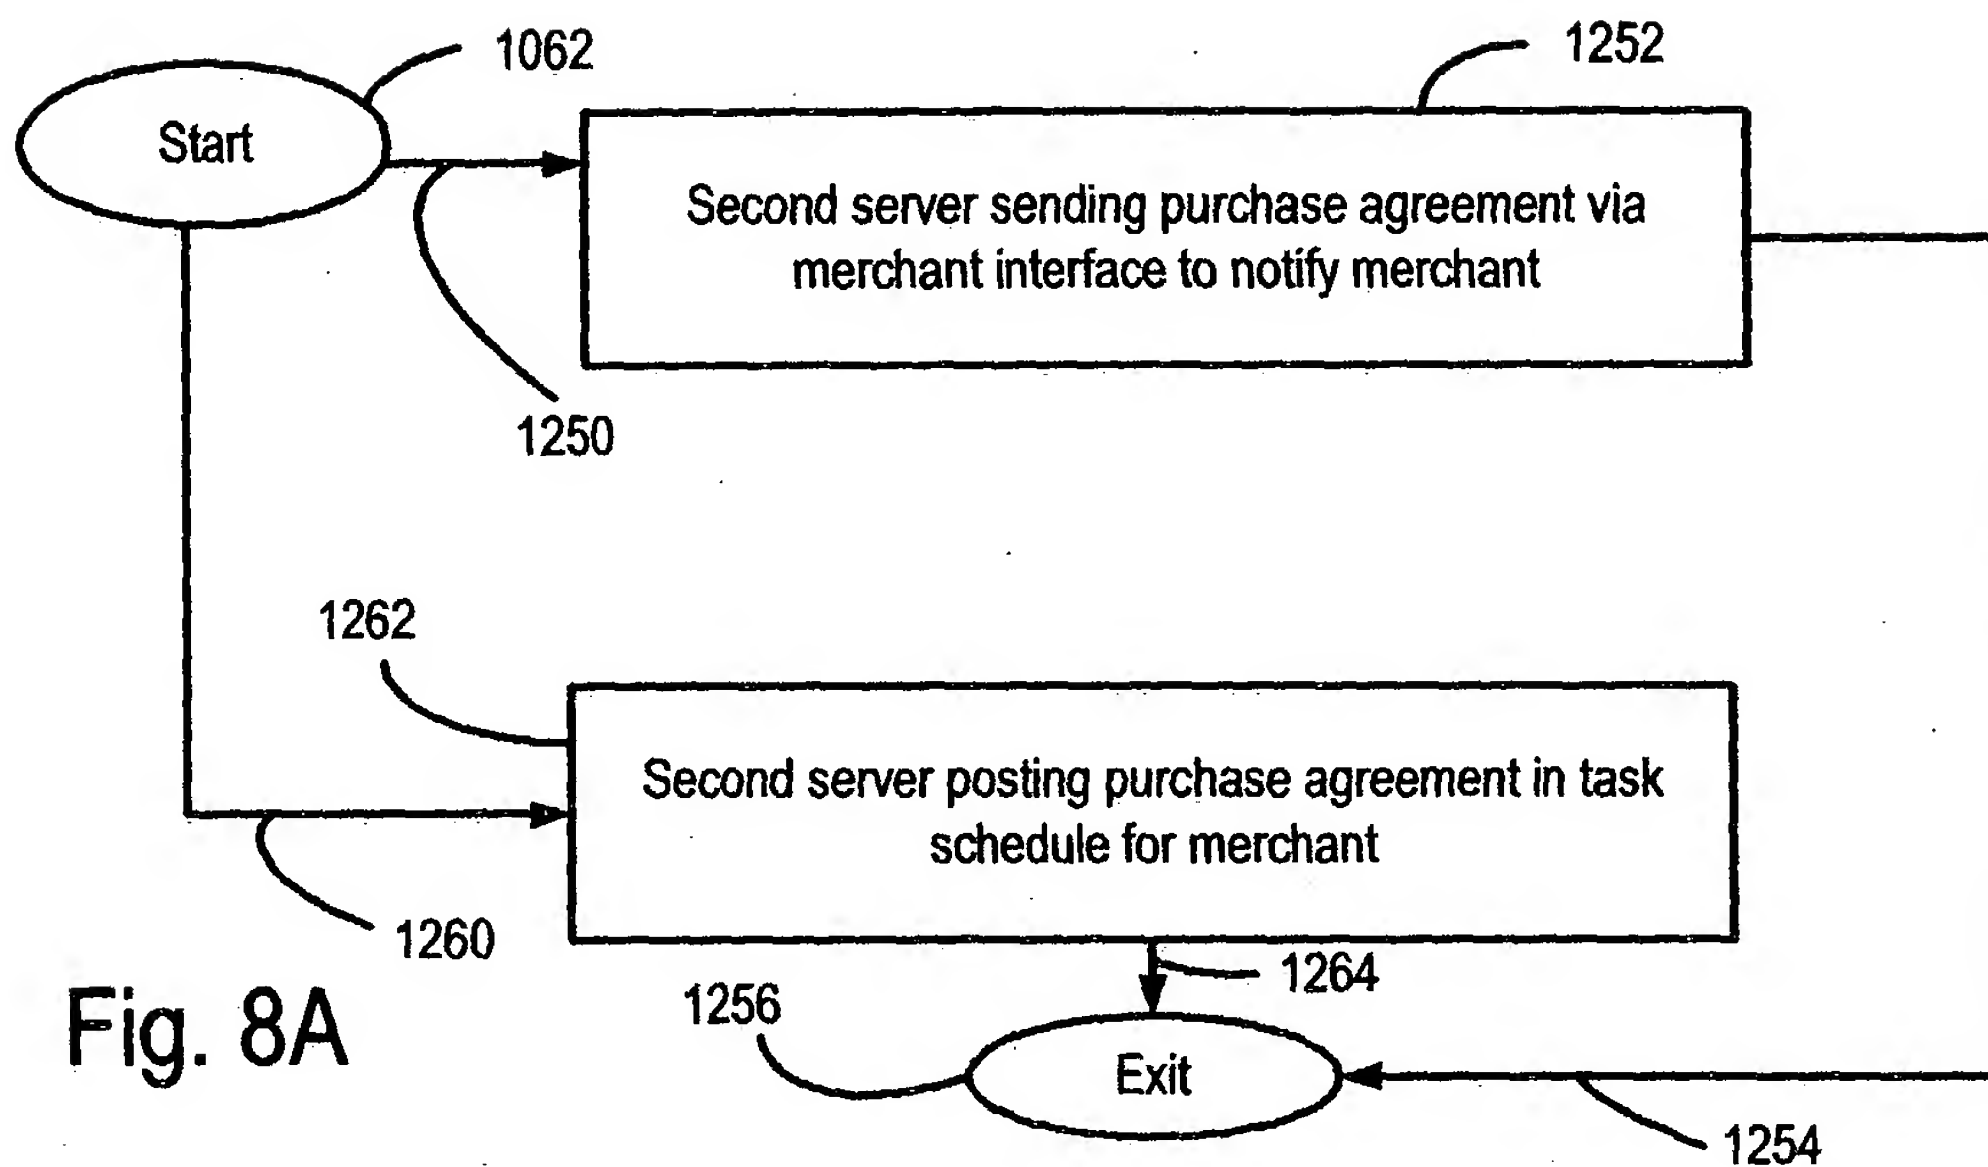 1062
1252
Start
Second server sending purchase agreement via
merchant interface to notify merchant
1250
1262
Second server posting purchase agreement in task
schedule for merchant
1260
1264
1256
Fig. 8A
Exit
1254